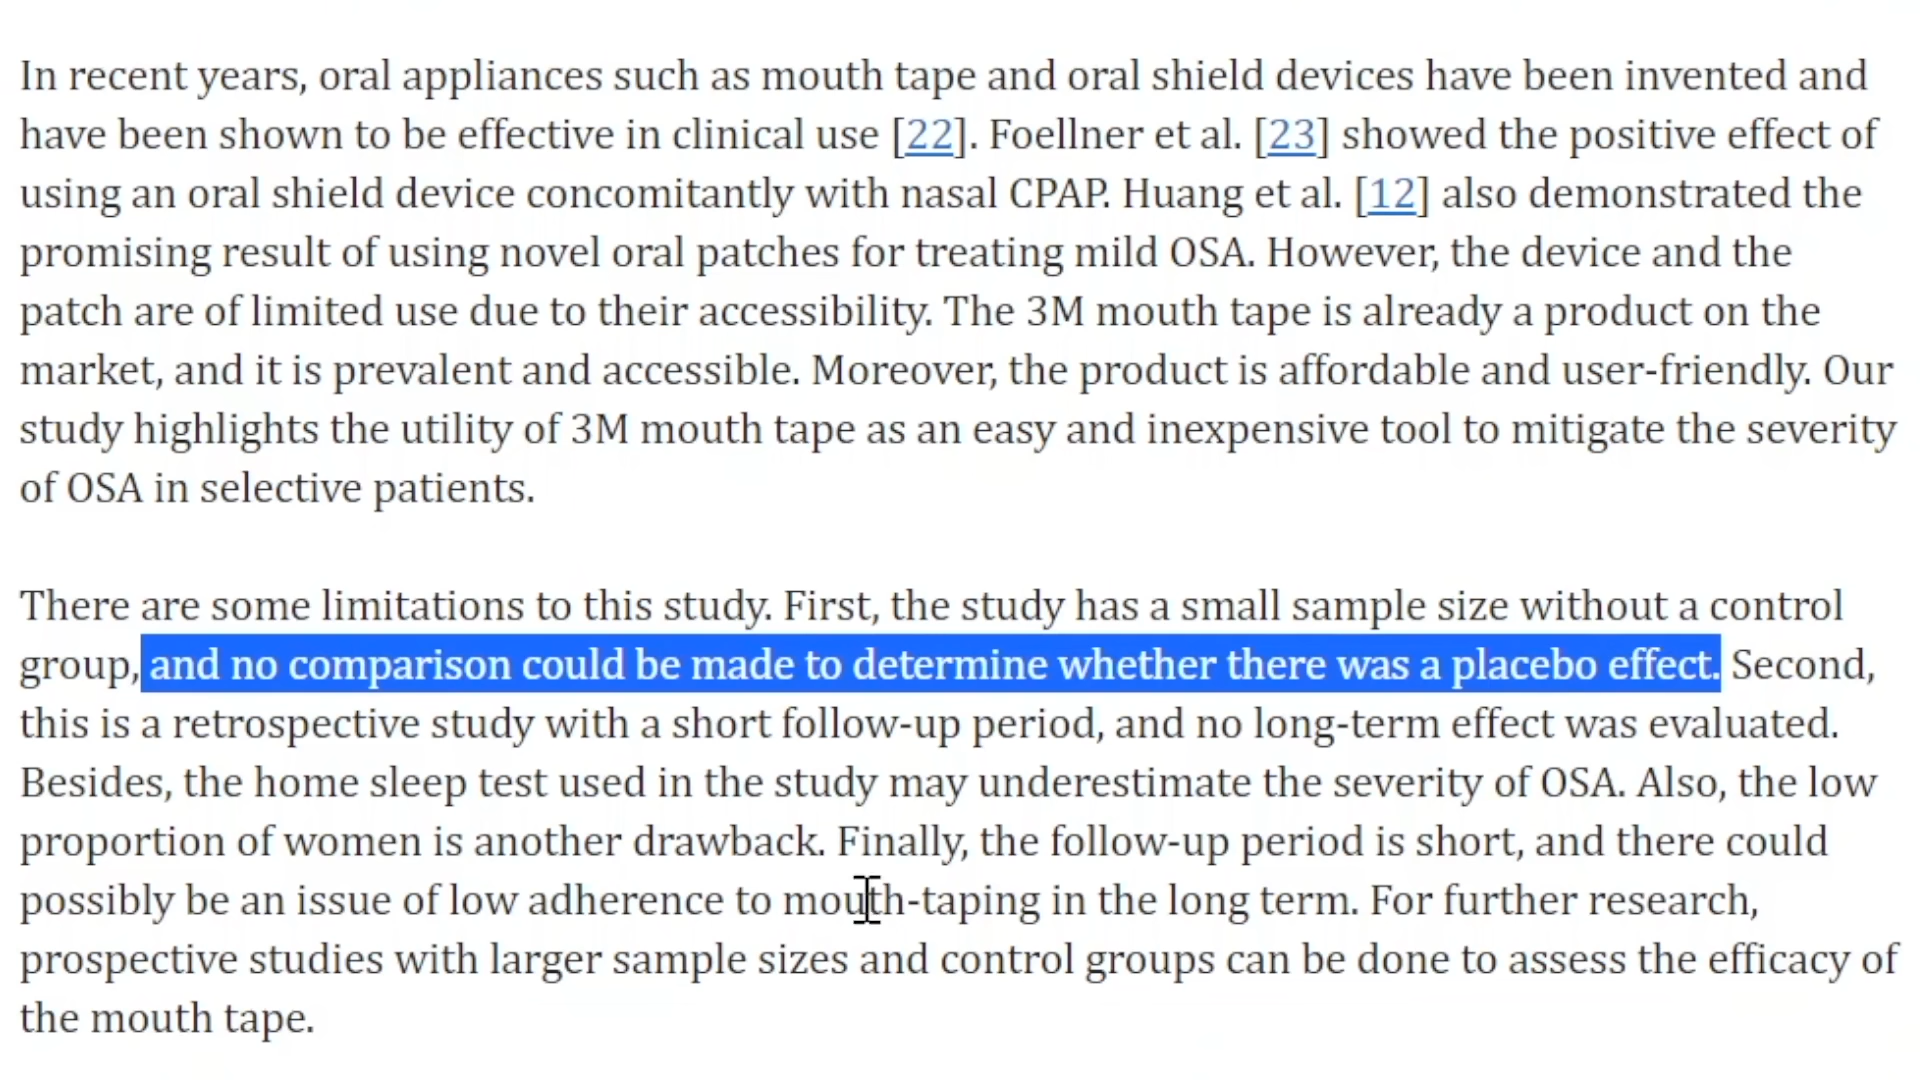 In recent years, oral appliances such as mouth tape and oral shield devices have been invented and
have been shown to be effective in clinical use [22]. Foellner et al. [23] showed the positive effect of
using an oral shield device concomitantly with nasal CPAP. Huang et al. [12] also demonstrated the
promising result of using novel oral patches for treating mild OSA. However, the device and the
patch are of limited use due to their accessibility. The 3M mouth tape is already a product on the
market, and it is prevalent and accessible. Moreover, the product is affordable and user-friendly. Our
study highlights the utility of 3M mouth tape as an easy and inexpensive tool to mitigate the severity
of OSA in selective patients.
There are some limitations to this study. First, the study has a small sample size without a control
group, and no comparison could be made to determine whether there was a placebo effect. Second,
this is a retrospective study with a short follow-up period, and no long-term effect was evaluated.
Besides, the home sleep test used in the study may underestimate the severity of OSA. Also, the low
proportion of women is another drawback. Finally, the follow-up period is short, and there could
possibly be an issue of low adherence to mouth-taping in the long term. For further research,
prospective studies with larger sample sizes and control groups can be done to assess the efficacy of
the mouth tape.